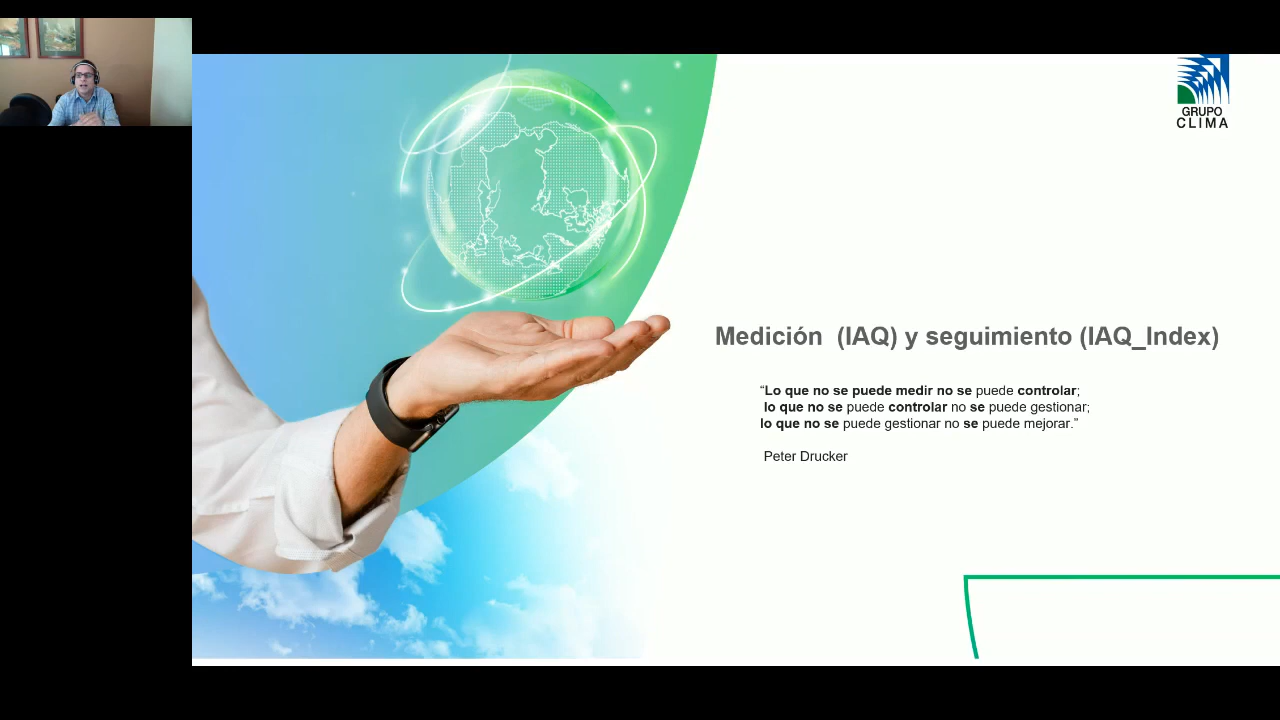 GRUPO
CLIMA
Medición (IAQ) y seguimiento (IAQ_Index)
“Lo que no se puede medir no se puede controlar;
lo que no se puede controlar no se puede gestionar;
lo que no se puede gestionar no se puede mejorar.”
Peter Drucker